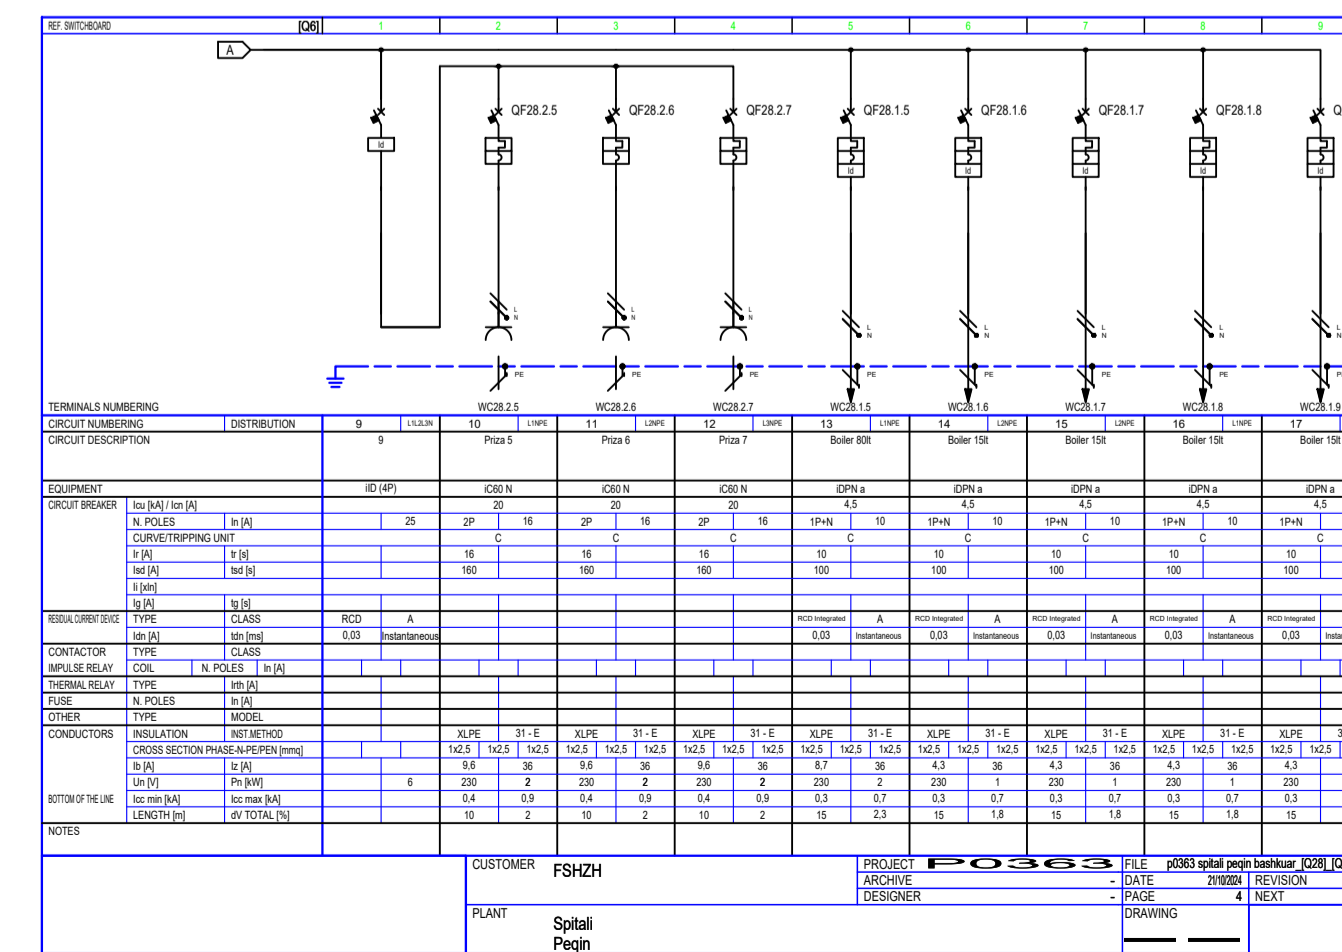 REF. SWITCHBOARD [Q6] 1 2 3 4 5 6 7 8 9
A
QF28.2.5 QF28.2.6 QF28.2.7 QF28.1.5 QF28.1.6 QF28.1.7 QF28.1.8 Q
Id Id Id Id Id Id
L L L
N N N
L L L L L
N N N N N
PE PE PE PE PE PE PE
TERMINALS NUMBERING WC28.2.5 WC28.2.6 WC28.2.7 WC28.1.5 WC28.1.6 WC28.1.7 WC28.1.8 WC28.1.9
CIRCUIT NUMBERING DISTRIBUTION 9 L1L2L3N 10 L1NPE 11 L2NPE 12 L3NPE 13 L1NPE 14 L2NPE 15 L2NPE 16 L1NPE 17
CIRCUIT DESCRIPTION 9 Priza 5 Priza 6 Priza 7 Boiler 80lt Boiler 15lt Boiler 15lt Boiler 15lt Boiler 15lt
EQUIPMENT iID (4P) iC60 N iC60 N iC60 N iDPN a iDPN a iDPN a iDPN a iDPN a
CIRCUIT BREAKER Icu [kA] / Icn [A] 20 20 20 4,5 4,5 4,5 4,5 4,5
N. POLES In [A] 25 2P 16 2P 16 2P 16 1P+N 10 1P+N 10 1P+N 10 1P+N 10 1P+N
CURVE/TRIPPING UNIT C C C C C C C C
Ir [A] tr [s] 16 16 16 10 10 10 10 10
Isd [A] tsd [s] 160 160 160 100 100 100 100 100
Ii [xIn]
Ig [A] tg [s]
RESIDUAL CURRENT DEVICE TYPE CLASS RCD A RCD Integrated A RCD Integrated A RCD Integrated A RCD Integrated A RCD Integrated
Idn [A] tdn [ms] 0,03 Instantaneous 0,03 Instantaneous 0,03 Instantaneous 0,03 Instantaneous 0,03 Instantaneous 0,03
CONTACTOR TYPE CLASS
IMPULSE RELAY COIL N. POLES In [A]
THERMAL RELAY TYPE Irth [A]
FUSE N. POLES In [A]
OTHER TYPE MODEL
CONDUCTORS INSULATION INST.METHOD XLPE 31 - E XLPE 31 - E XLPE 31 - E XLPE 31 - E XLPE 31 - E XLPE 31 - E XLPE 31 - E XLPE 3
CROSS SECTION PHASE-N-PE/PEN [mmq] 1x2,5 1x2,5 1x2,5 1x2,5 1x2,5 1x2,5 1x2,5 1x2,5 1x2,5 1x2,5 1x2,5 1x2,5 1x2,5 1x2,5 1x2,5 1x2,5 1x2,5 1x2,5 1x2,5 1x2,5 1x2,5 1x2,5 1x2,5
Ib [A] Iz [A] 9,6 36 9,6 36 9,6 36 8,7 36 4,3 36 4,3 36 4,3 36 4,3
Un [V] Pn [kW] 6 230 2 230 2 230 2 230 2 230 1 230 1 230 1 230
BOTTOM OF THE LINE Icc min [kA] Icc max [kA] 0,4 0,9 0,4 0,9 0,4 0,9 0,3 0,7 0,3 0,7 0,3 0,7 0,3 0,7 0,3
LENGTH [m] dV TOTAL [%] 10 2 10 2 10 2 15 2,3 15 1,8 15 1,8 15 1,8 15
NOTES
CUSTOMER FSHZH PROJECT P0363 FILE p0363 spitali peqin bashkuar_[Q28]_[Q
ARCHIVE - DATE 21/10/2024 REVISION
DESIGNER - PAGE 4 NEXT
PLANT Spitali DRAWING
Peqin